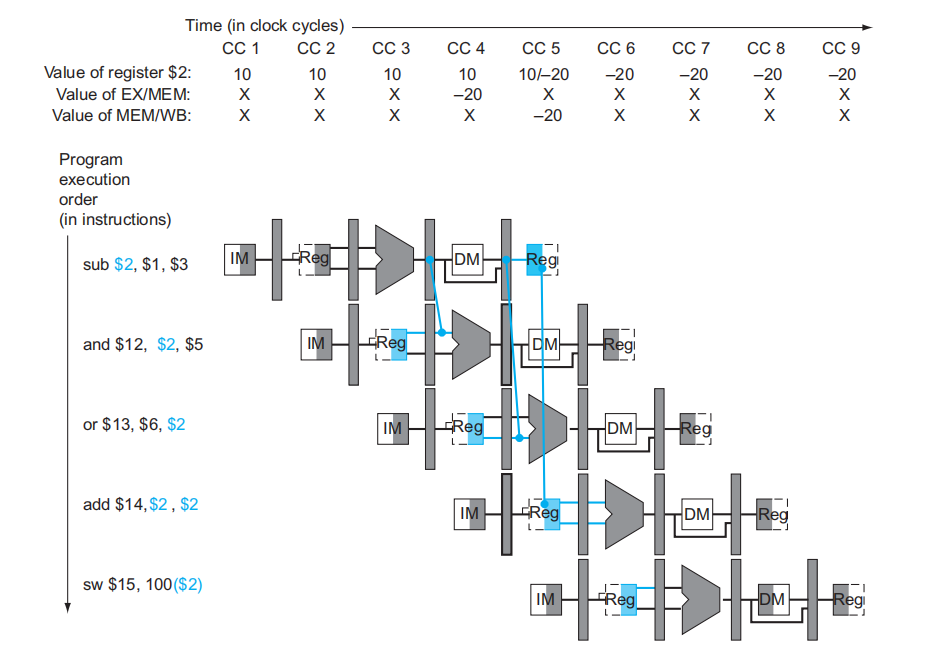 Time (in clock cycles)
CC 1 CC 2 CC 3 CC 4 CC 5 CC 6 CC 7 CC 8 CC 9
Value of register $2: 10 10 10 10 10/–20 –20 –20 –20 –20
Value of EX/MEM: X X X –20 X X X X X
Value of MEM/WB: X X X X –20 X X X X
Program
execution
order
(in instructions)
sub $2, $1, $3
IM Reg DM Reg
and $12, $2, $5
IM Reg DM Reg
or $13, $6, $2
IM Reg DM Reg
add $14,$2 , $2
IM Reg DM Reg
sw $15, 100($2)
IM Reg DM Reg